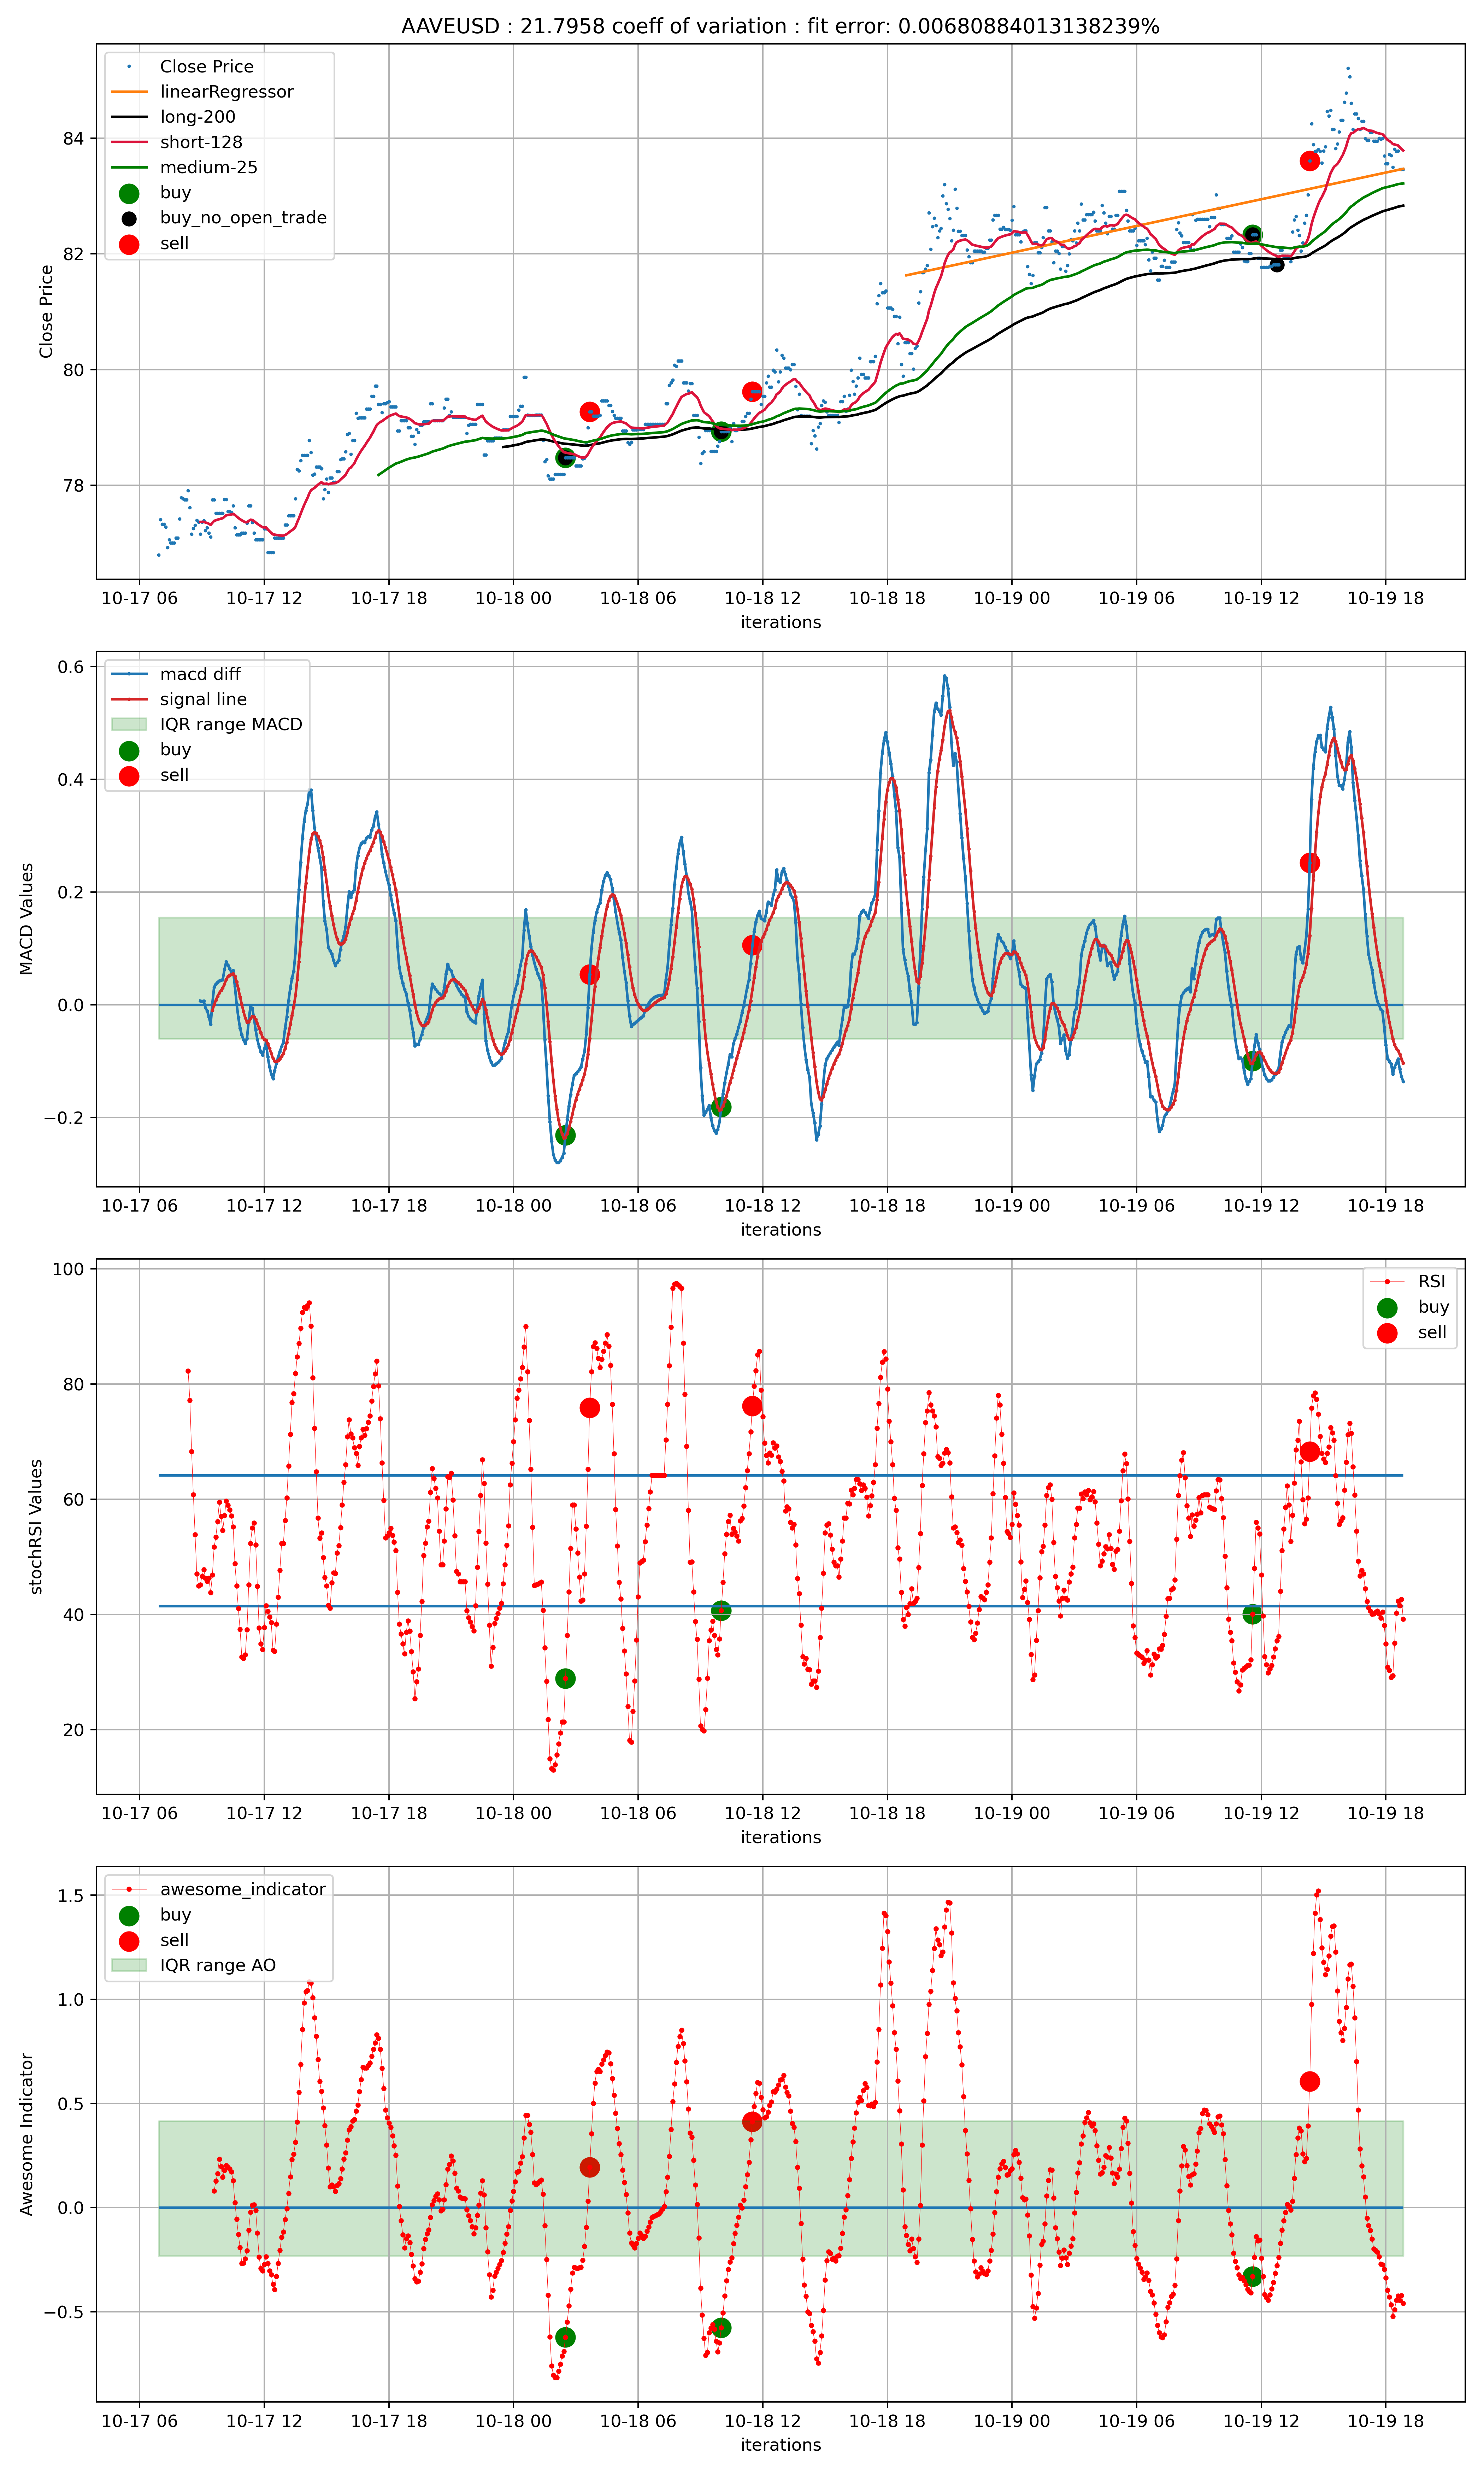 AAVEUSD : 21.7958 coeff of variation : fit error: 0.00680884013138239%
Close Price
linearRegressor
long-200
short-128
medium-25
buy
buy_no_open_trade
sell
84
82
80
78
Close Price
10-17 06 10-17 12 10-17 18 10-18 00 10-18 06 10-18 12 10-18 18 10-19 00 10-19 06 10-19 12 10-19 18
iterations
macd diff
signal line
IQR range MACD
buy
sell
0.6
0.4
0.2
0.0
−0.2
MACD Values
10-17 06 10-17 12 10-17 18 10-18 00 10-18 06 10-18 12 10-18 18 10-19 00 10-19 06 10-19 12 10-19 18
iterations
RSI
buy
sell
100
80
60
40
20
stochRSI Values
10-17 06 10-17 12 10-17 18 10-18 00 10-18 06 10-18 12 10-18 18 10-19 00 10-19 06 10-19 12 10-19 18
iterations
awesome_indicator
buy
sell
IQR range AO
1.5
1.0
0.5
0.0
−0.5
Awesome Indicator
10-17 06 10-17 12 10-17 18 10-18 00 10-18 06 10-18 12 10-18 18 10-19 00 10-19 06 10-19 12 10-19 18
iterations